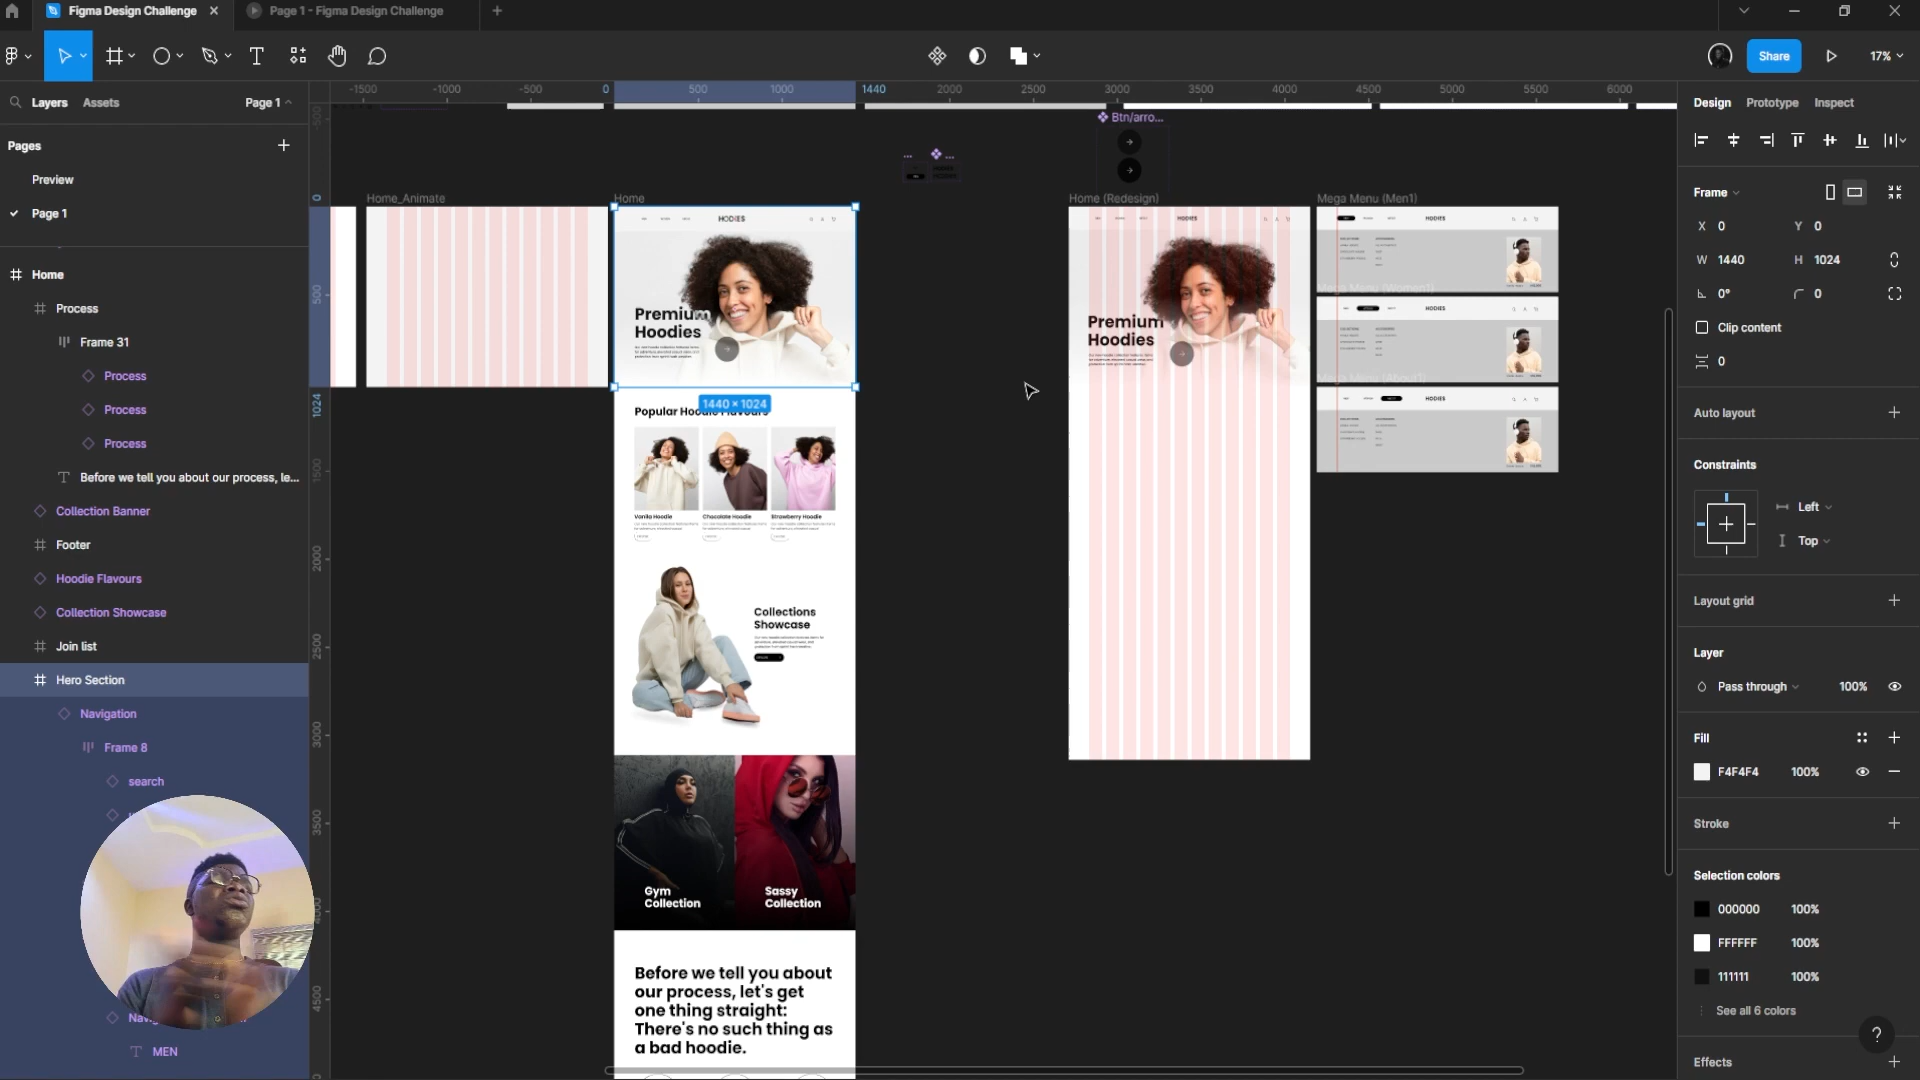 Figma Design Challenge
Page 1 - Figma Design Challenge
Share
17%
Layers
Assets
Page 1
Pages
Preview
Page 1
Home
Process
Frame 31
Process
Process
Process
Before we tell you about our process, le...
Collection Banner
Footer
Hoodie Flavours
Collection Showcase
Join list
Hero Section
Navigation
Frame 8
search
MEN
-1500
-1000
-500
0
500
1000
1440
2000
2500
3000
3500
4000
4500
5000
5500
6000
-500
0
500
1024
1500
2000
2500
3000
3500
4500
Btn/arro...
Home_Animate
Home
HODIES
Premium
Hoodies
1440 × 1024
Popular Hoodie Flavours
Vanila Hoodie
Chocolate Hoodie
Strawberry Hoodie
Collections
Showcase
Gym
Collection
Sassy
Collection
Before we tell you about
our process, let's get
one thing straight:
There's no such thing as
a bad hoodie.
Home (Redesign)
HODIES
Premium
Hoodies
Mega Menu (Men1)
HODIES
Mega Menu (Women1)
HODIES
Mega Menu (About1)
HODIES
Design
Prototype
Inspect
Frame
X 0
Y 0
W 1440
H 1024
0°
0
Clip content
0
Auto layout
Constraints
Left
Top
Layout grid
Layer
Pass through
100%
Fill
F4F4F4
100%
Stroke
Selection colors
000000
100%
FFFFFF
100%
111111
100%
See all 6 colors
?
Effects